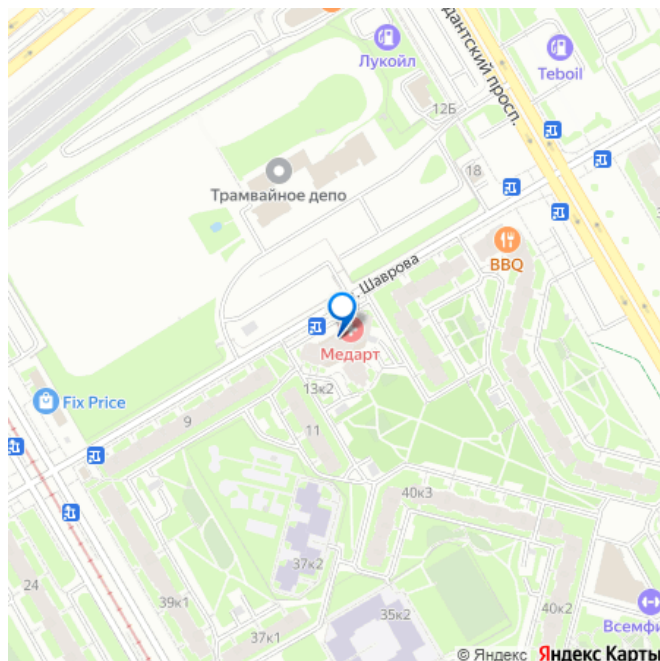 дантский просп.
Лукойл
Teboil
12Б
18
Трамвайное депо
BBQ
. Шаврова
Медарт
13к2
Fix Price
9
11
40к3
37к2
24
39к1
35к2
40к2
37к1
Всемфи
© Яндекс Яндекс Карты